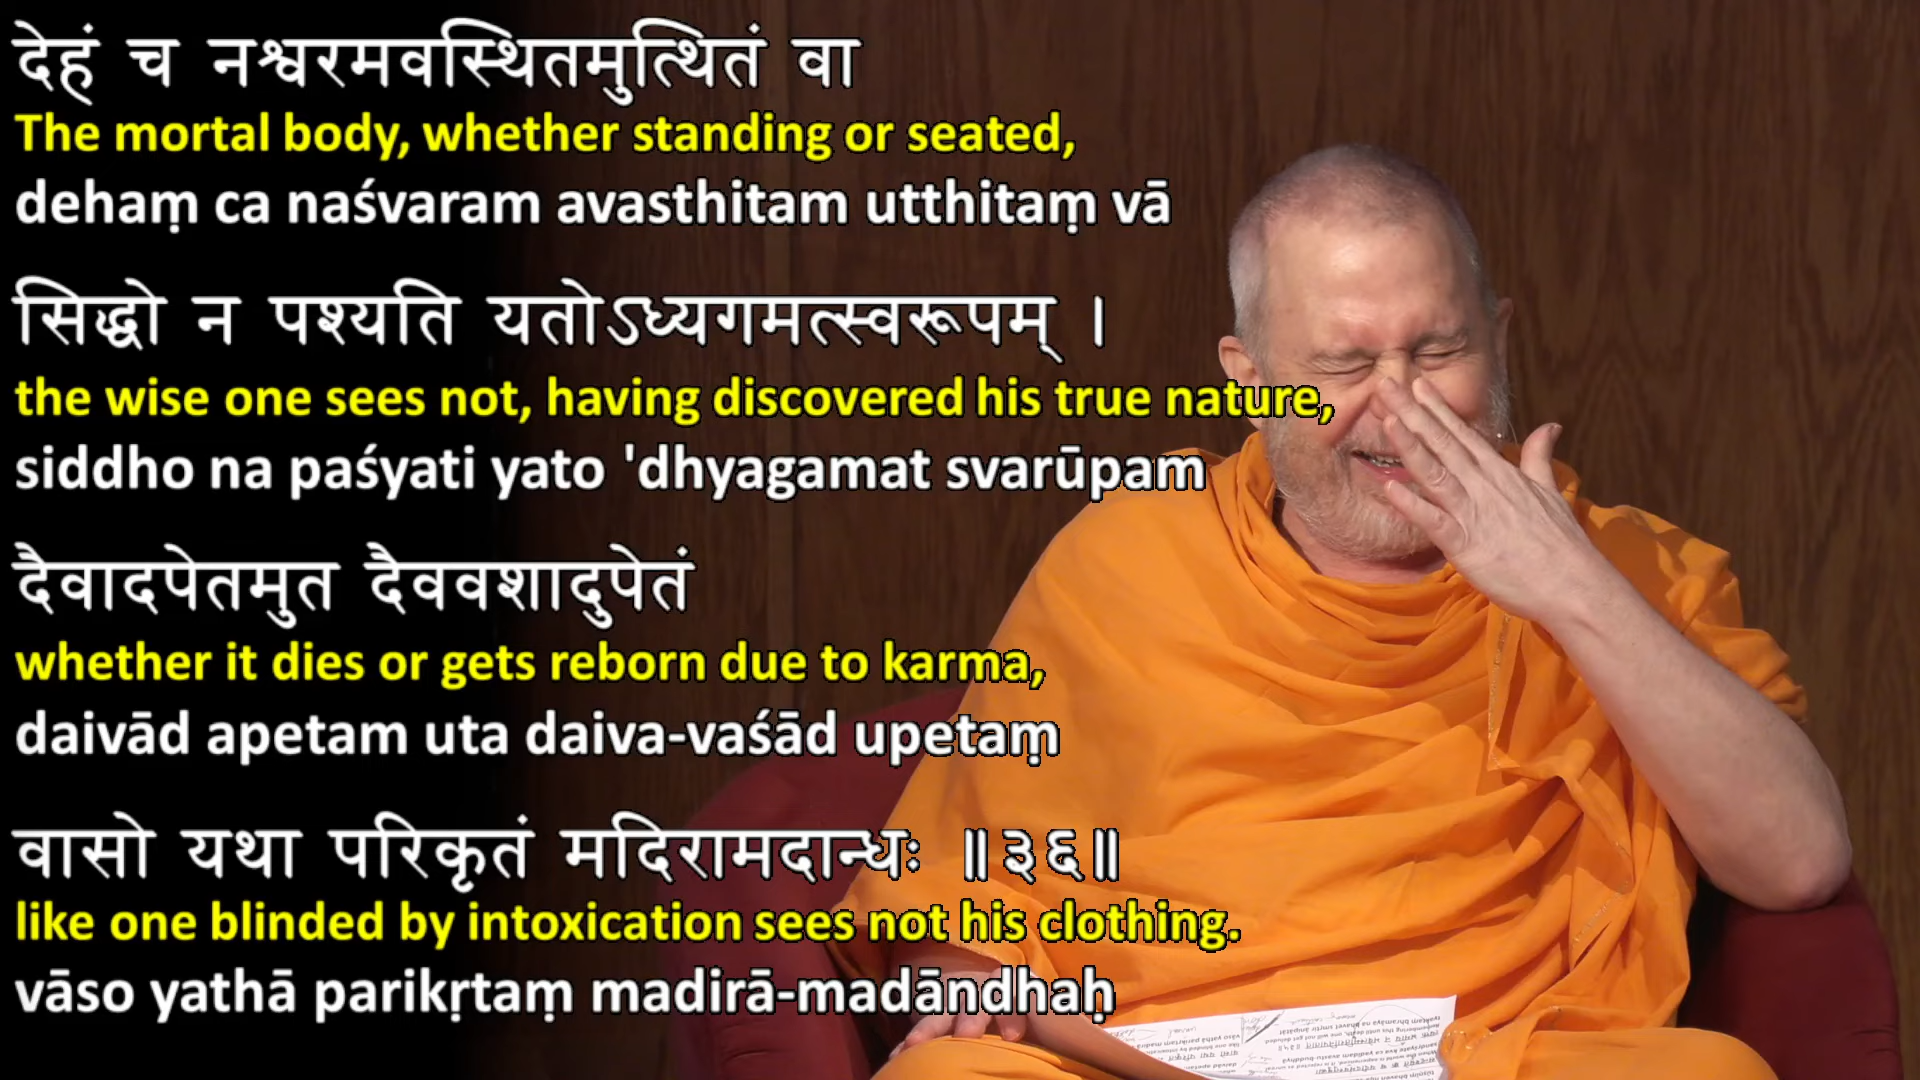 देहं च नश्वरमवस्थितमुत्थितं वा
The mortal body, whether standing or seated,
dehaṃ ca naśvaram avasthitam utthitaṃ vā
सिद्धो न पश्यति यतोऽध्यगमत्स्वरूपम् ।
the wise one sees not, having discovered his true nature,
siddho na paśyati yato 'dhyagamat svarūpam
दैवादपेतमुत दैववशादुपेतं
whether it dies or gets reborn due to karma,
daivād apetam uta daiva-vaśād upetaṃ
वासो यथा परिकृतं मदिरामदान्धः ॥३६॥
like one blinded by intoxication sees not his clothing.
vāso yathā parikṛtaṃ madirā-madāndhaḥ